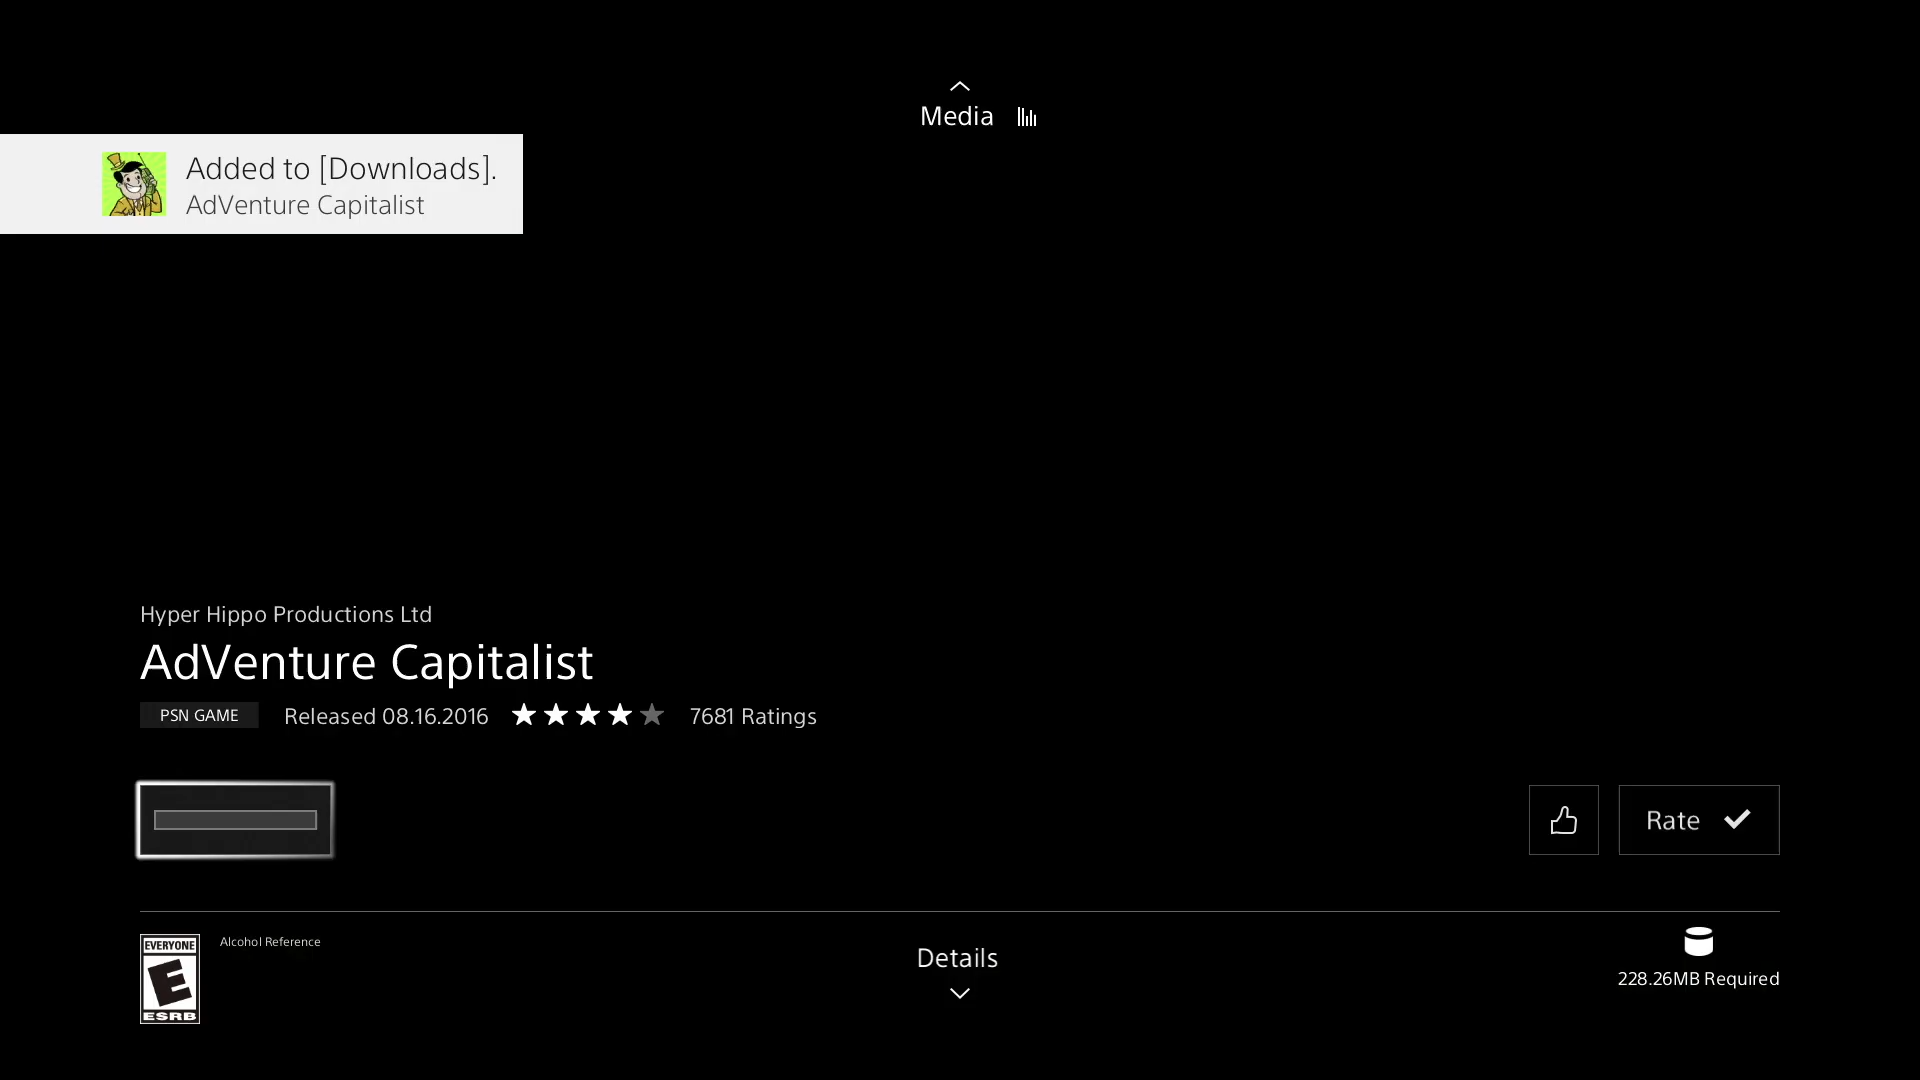 Media
Added to [Downloads].
AdVenture Capitalist
Hyper Hippo Productions Ltd
AdVenture Capitalist
PSN GAME Released 08.16.2016 7681 Ratings
Rate
EVERYONE
E
ESRB
Alcohol Reference
Details
228.26MB Required